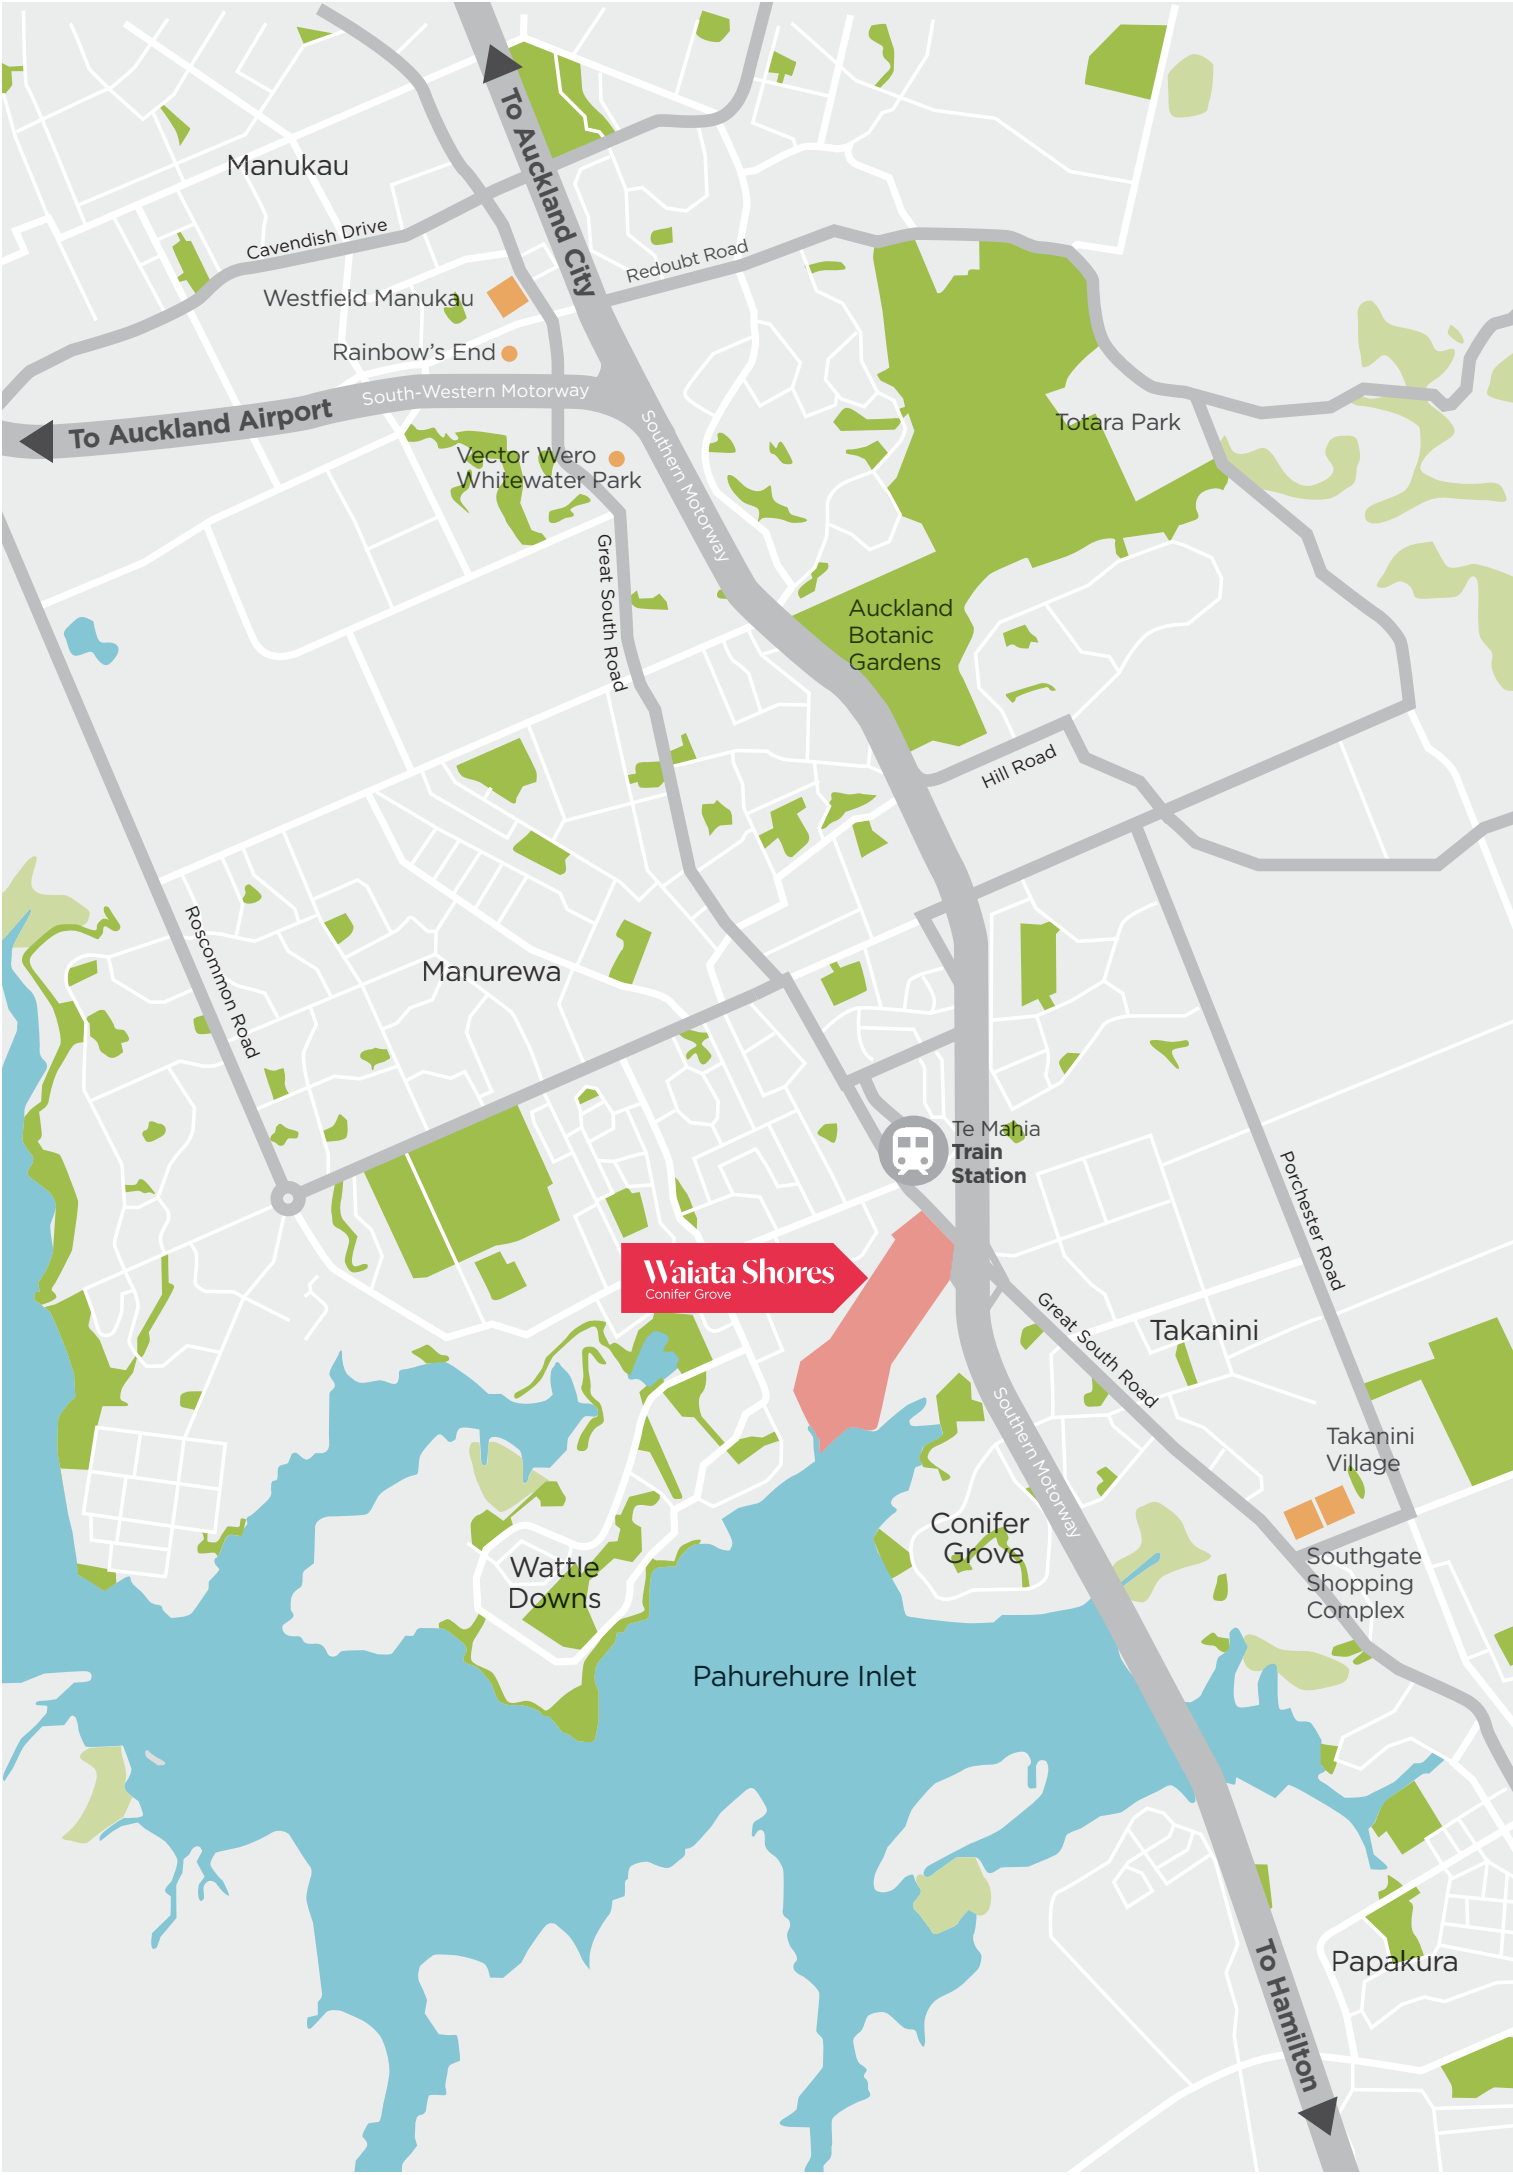 To Auckland City
Manukau
Cavendish Drive
Redoubt Road
Westfield Manukau
Rainbow's End
South-Western Motorway
To Auckland Airport
Southern Motorway
Totara Park
Vector Wero
Whitewater Park
Great South Road
Auckland
Botanic
Gardens
Hill Road
Roscommon Road
Manurewa
Te Mahia
Train
Station
Porchester Road
Waiata Shores
Conifer Grove
Great South Road
Takanini
Southern Motorway
Takanini
Village
Conifer
Grove
Southgate
Shopping
Complex
Wattle
Downs
Pahurehure Inlet
To Hamilton
Papakura